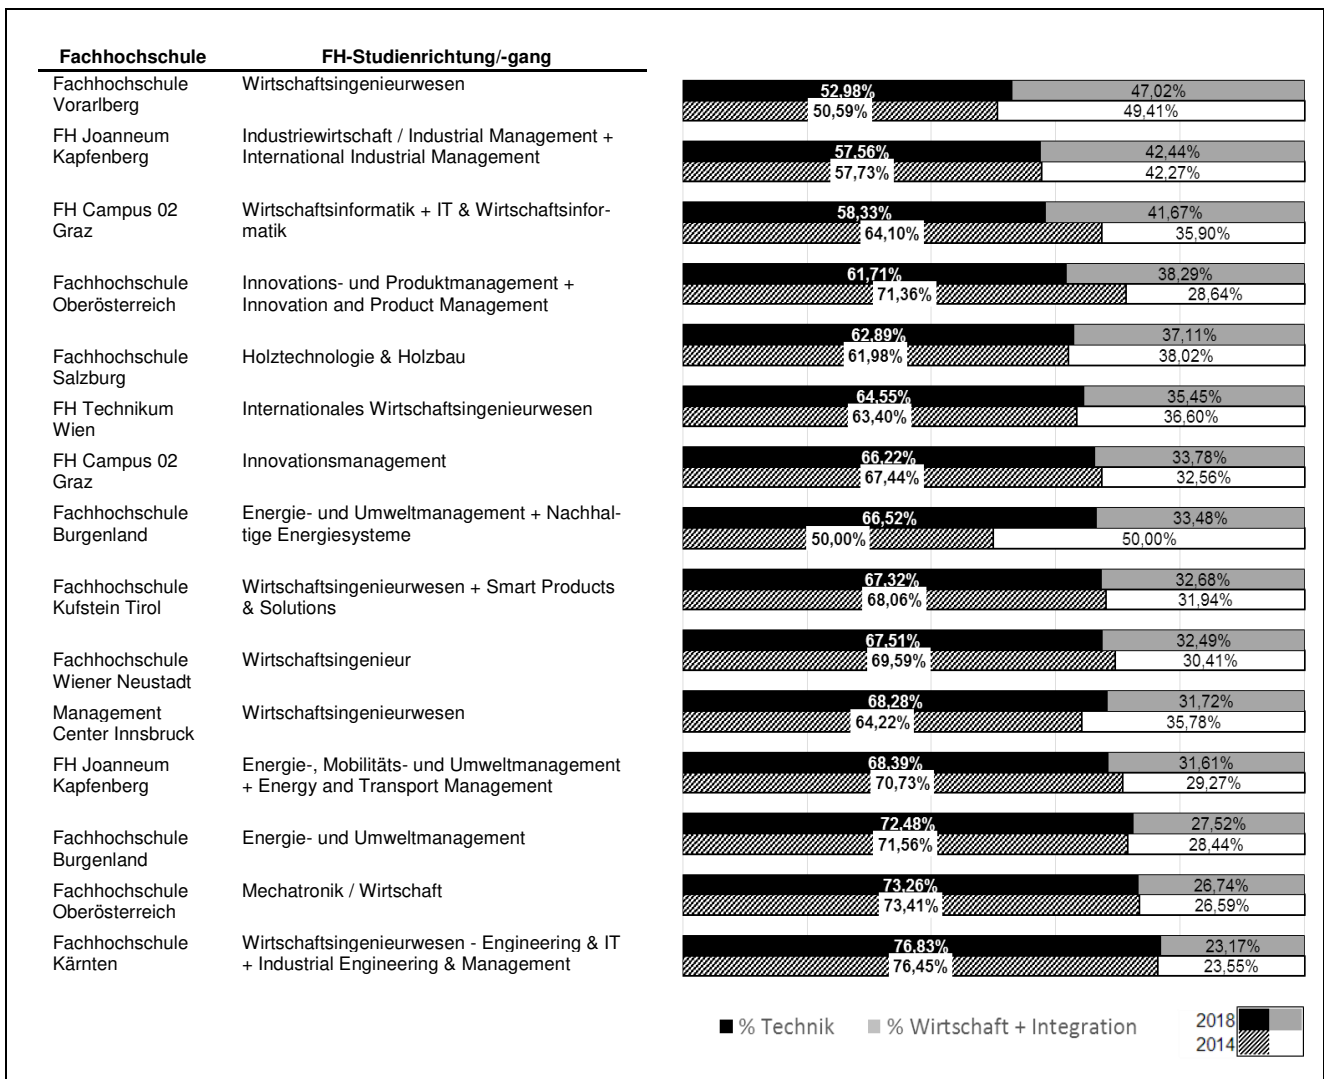 Fachhochschule FH-Studienrichtung/-gang
Fachhochschule Wirtschaftsingenieurwesen
Vorarlberg
52,98% 47,02%
50,59% 49,41%
FH Joanneum Industriewirtschaft / Industrial Management +
Kapfenberg International Industrial Management
57,56% 42,44%
57,73% 42,27%
FH Campus 02 Wirtschaftsinformatik + IT & Wirtschaftsinfor-
Graz matik
58,33% 41,67%
64,10% 35,90%
Fachhochschule Innovations- und Produktmanagement +
Oberösterreich Innovation and Product Management
61,71% 38,29%
71,36% 28,64%
Fachhochschule Holztechnologie & Holzbau
Salzburg
62,89% 37,11%
61,98% 38,02%
FH Technikum Internationales Wirtschaftsingenieurwesen
Wien
64,55% 35,45%
63,40% 36,60%
FH Campus 02 Innovationsmanagement
Graz
66,22% 33,78%
67,44% 32,56%
Fachhochschule Energie- und Umweltmanagement + Nachhal-
Burgenland tige Energiesysteme
66,52% 33,48%
50,00% 50,00%
Fachhochschule Wirtschaftsingenieurwesen + Smart Products
Kufstein Tirol & Solutions
67,32% 32,68%
68,06% 31,94%
Fachhochschule Wirtschaftsingenieur
Wiener Neustadt
67,51% 32,49%
69,59% 30,41%
Management Wirtschaftsingenieurwesen
Center Innsbruck
68,28% 31,72%
64,22% 35,78%
FH Joanneum Energie-, Mobilitäts- und Umweltmanagement
Kapfenberg + Energy and Transport Management
68,39% 31,61%
70,73% 29,27%
Fachhochschule Energie- und Umweltmanagement
Burgenland
72,48% 27,52%
71,56% 28,44%
Fachhochschule Mechatronik / Wirtschaft
Oberösterreich
73,26% 26,74%
73,41% 26,59%
Fachhochschule Wirtschaftsingenieurwesen - Engineering & IT
Kärnten + Industrial Engineering & Management
76,83% 23,17%
76,45% 23,55%
% Technik % Wirtschaft + Integration
2018
2014